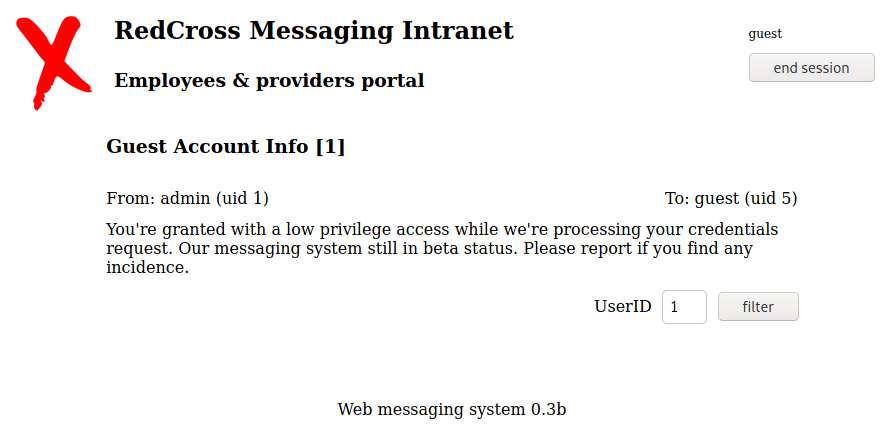 RedCross Messaging Intranet
guest
end session
Employees & providers portal
Guest Account Info [1]
From: admin (uid 1) To: guest (uid 5)
You're granted with a low privilege access while we're processing your credentials
request. Our messaging system still in beta status. Please report if you find any
incidence.
UserID 1 filter
Web messaging system 0.3b